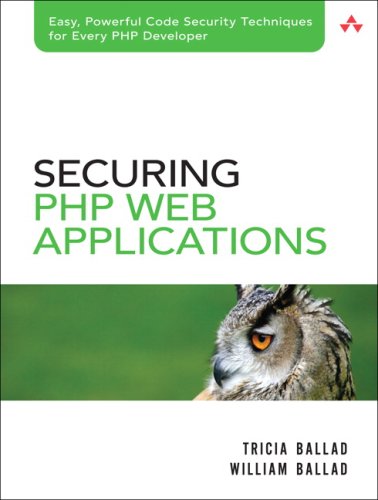 Easy, Powerful Code Security Techniques
for Every PHP Developer
SECURING
PHP WEB
APPLICATIONS
TRICIA BALLAD
WILLIAM BALLAD